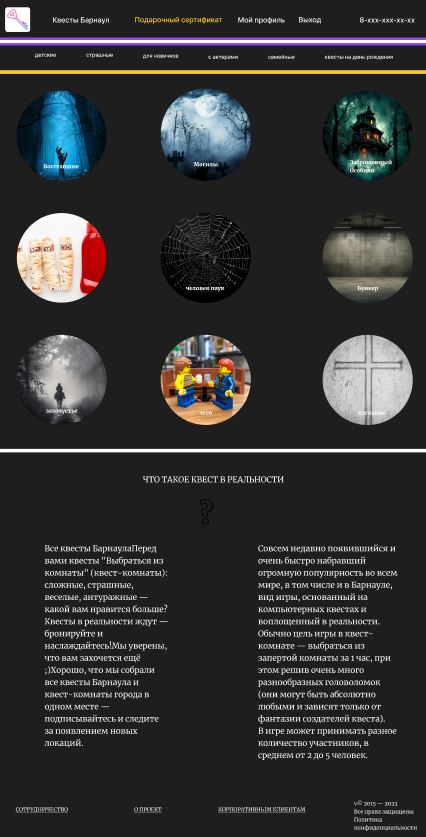 Квесты Барнаул
Подарочный сертификат
Мой профиль
Выход
8-xxx-xxx-xx-xx
детские
страшные
для новичков
с актерами
семейные
квесты на день рождения
Восставшие
Могилы
Заброшенный
Особняк
человек паук
Бункер
захолустье
лего
изгнание
ЧТО ТАКОЕ КВЕСТ В РЕАЛЬНОСТИ
?
Все квесты БарнаулаПеред
вами квесты "Выбраться из
комнаты" (квест-комнаты):
сложные, страшные,
веселые, антуражные —
какой вам нравится больше?
Квесты в реальности ждут —
бронируйте и
наслаждайтесь!Мы уверены,
что вам захочется ещё
;)Хорошо, что мы собрали
все квесты Барнаула и
квест-комнаты города в
одном месте —
подписывайтесь и следите
за появлением новых
локаций.
Совсем недавно появившийся и
очень быстро набравший
огромную популярность во всем
мире, в том числе и в Барнауле,
вид игры, основанный на
компьютерных квестах и
воплощенный в реальности.
Обычно цель игры в квест-
комнате — выбраться из
запертой комнаты за 1 час, при
этом решив очень много
разнообразных головоломок
(они могут быть абсолютно
любыми и зависят только от
фантазии создателей квеста).
В игре может принимать разное
количество участников, в
среднем от 2 до 5 человек.
СОТРУДНИЧЕСТВО
О ПРОЕКТ
КОРПОРАТИВНЫМ КЛИЕНТАМ
v© 2015 — 2023
Все права защищены
Политика
конфиденциальности